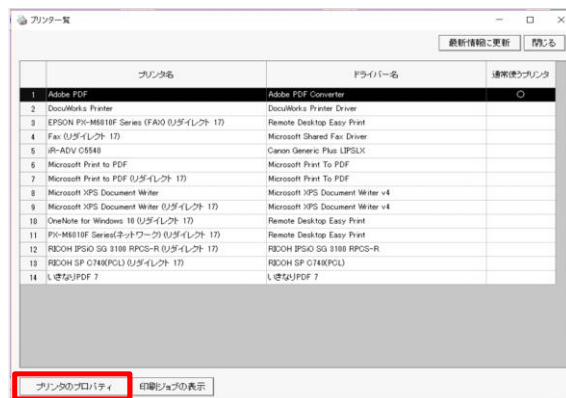 プリンター覧
最新情報に更新 閉じる
プリンタ名 ドライバー名 通常使うプリンタ
1 Adobe PDF Adobe PDF Converter ○
2 DocuWorks Printer DocuWorks Printer Driver
3 EPSON PX-M6010F Series (FAX) (リダイレクト 17) Remote Desktop Easy Print
4 Fax (リダイレクト 17) Microsoft Shared Fax Driver
5 iR-ADV C5548 Canon Generic Plus LIPSLX
6 Microsoft Print to PDF Microsoft Print To PDF
7 Microsoft Print to PDF (リダイレクト 17) Microsoft Print To PDF
8 Microsoft XPS Document Writer Microsoft XPS Document Writer v4
9 Microsoft XPS Document Writer (リダイレクト 17) Microsoft XPS Document Writer v4
10 OneNote for Windows 10 (リダイレクト 17) Remote Desktop Easy Print
11 PX-M6010F Series(ネットワーク) (リダイレクト 17) Remote Desktop Easy Print
12 RICOH IPSiO SG 3100 RPCS-R (リダイレクト 17) RICOH IPSiO SG 3100 RPCS-R
13 RICOH SP C740(PCL) (リダイレクト 17) RICOH SP C740(PCL)
14 いきなりPDF 7 いきなりPDF 7
プリンタのプロパティ 印刷ジョブの表示